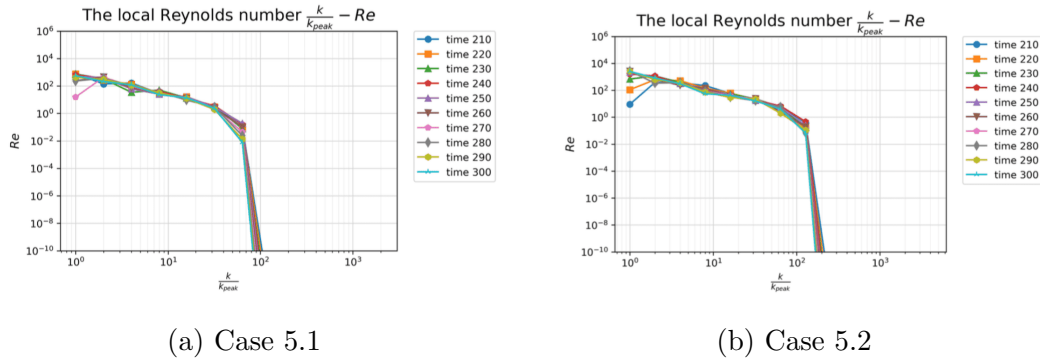 The local Reynolds number k/k_peak − Re
10^6
10^4
10^2
10^0
10^-2
10^-4
10^-6
10^-8
10^-10
Re
10^0 10^1 10^2 10^3
k/k_peak
time 210
time 220
time 230
time 240
time 250
time 260
time 270
time 280
time 290
time 300
(a) Case 5.1
The local Reynolds number k/k_peak − Re
10^6
10^4
10^2
10^0
10^-2
10^-4
10^-6
10^-8
10^-10
Re
10^0 10^1 10^2 10^3
k/k_peak
time 210
time 220
time 230
time 240
time 250
time 260
time 270
time 280
time 290
time 300
(b) Case 5.2